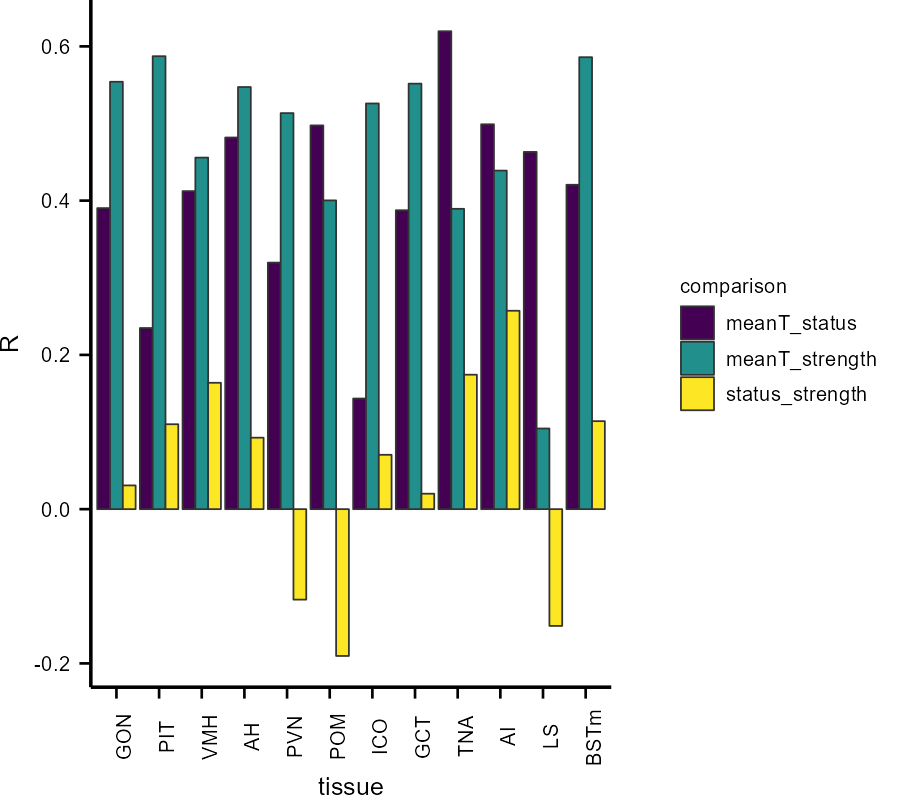 0.6
0.4
0.2
0.0
-0.2
R
GON
PIT
VMH
AH
PVN
POM
ICO
GCT
TNA
AI
LS
BSTm
tissue
comparison
meanT_status
meanT_strength
status_strength